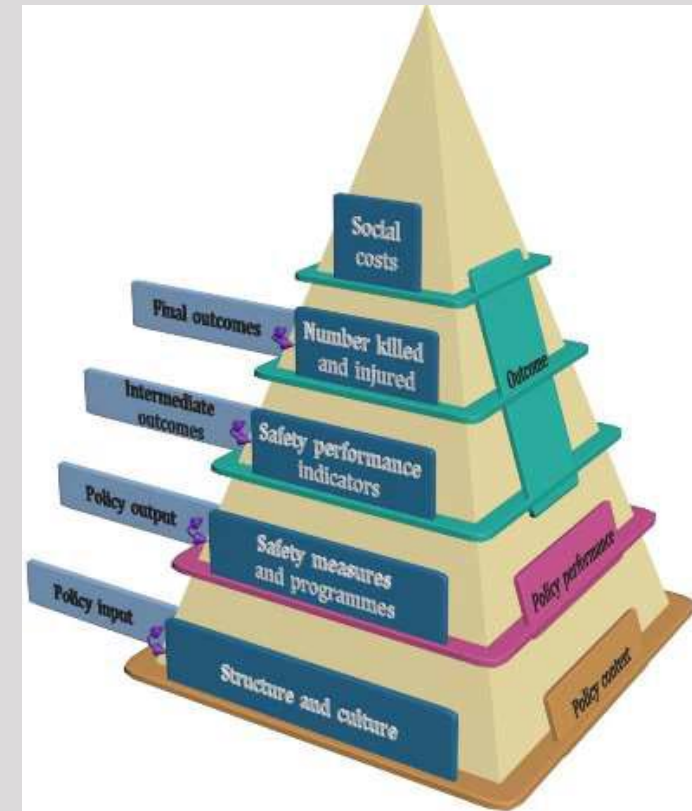 Social
costs
Final outcomes
Number killed
and injured
Outcome
Intermediate
outcomes
Safety performance
indicators
Policy output
Safety measures
and programmes
Policy performance
Policy input
Structure and culture
Policy content